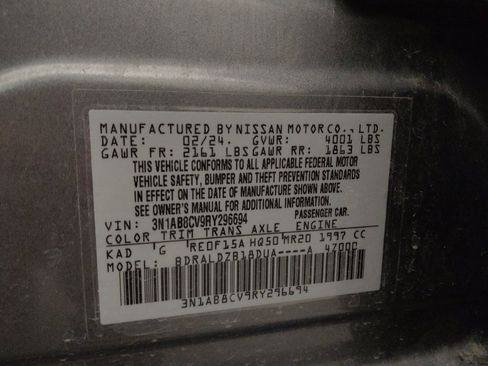 MANUFACTURED BY NISSAN MOTOR CO., LTD.
DATE: 02/24. GVWR: 4001 LBS
GAWR FR: 2161 LBS GAWR RR: 1863 LBS
THIS VEHICLE CONFORMS TO ALL APPLICABLE FEDERAL MOTOR
VEHICLE SAFETY, BUMPER AND THEFT PREVENTION STANDARDS
IN EFFECT ON THE DATE OF MANUFACTURE SHOWN ABOVE.
SEE OWNER'S MANUAL FOR ADDITIONAL INFORMATION.
VIN: 3N1AB8CV9RY296694 PASSENGER CAR.
COLOR TRIM TRANS AXLE ENGINE
KAD 'G RE0F15A HQ50 MR20 1997 CC
MODEL: BDRALDZB18DUA----A 47000
3N1AB8CV9RY296694